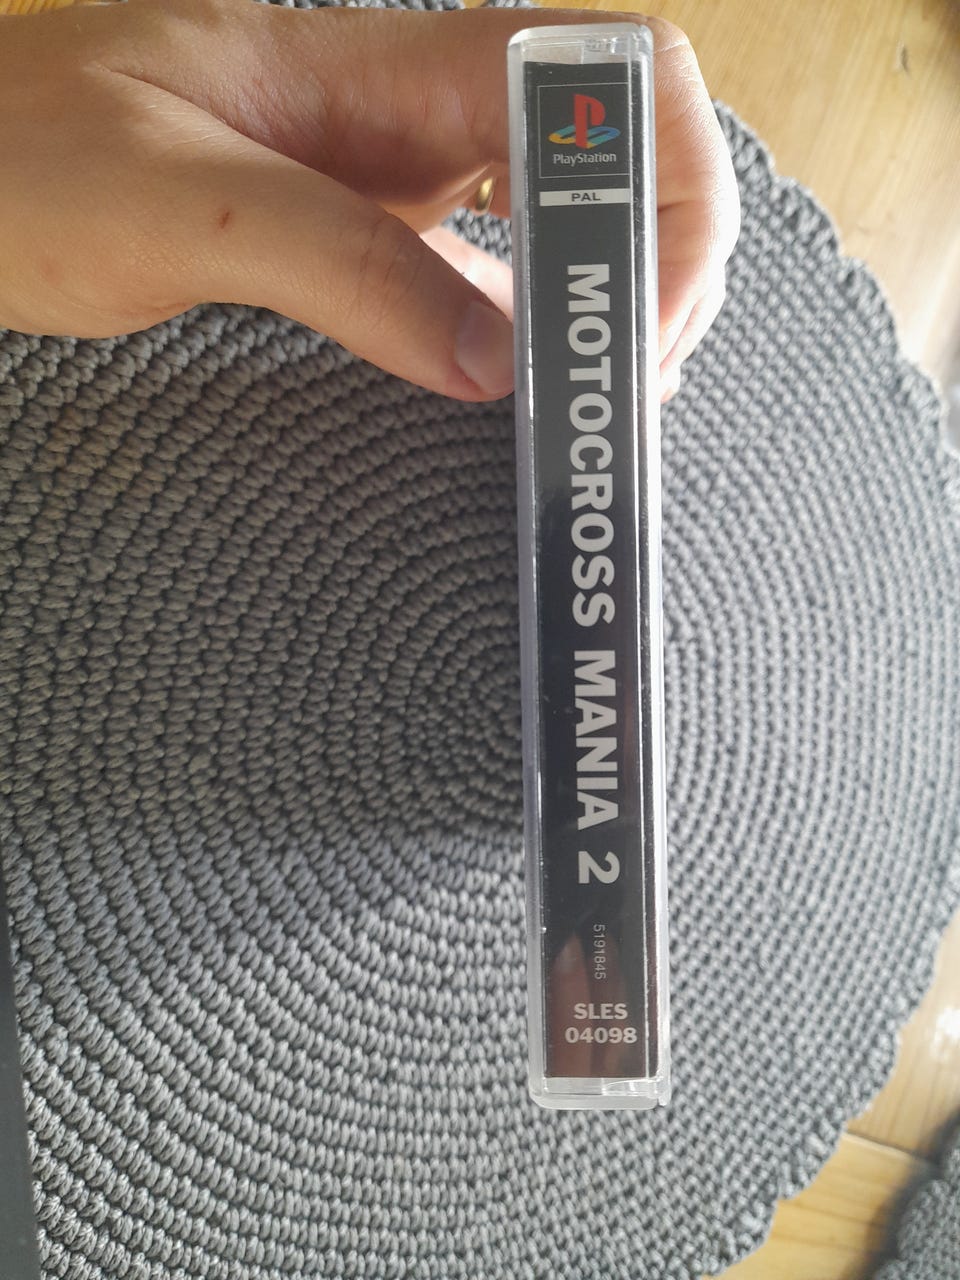 PlayStation
PAL
MOTOCROSS MANIA 2
5191845
SLES
04098